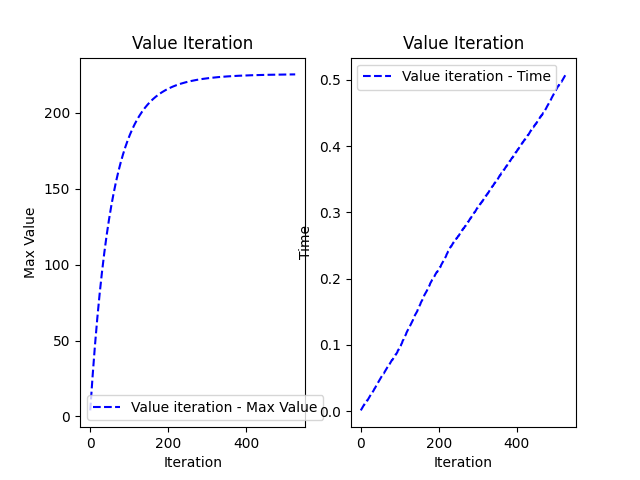 Value Iteration
Max Value
200
150
100
50
0
Value iteration - Max Value
0 200 400
Iteration
Value Iteration
Time
0.5
0.4
0.3
0.2
0.1
0.0
Value iteration - Time
0 200 400
Iteration